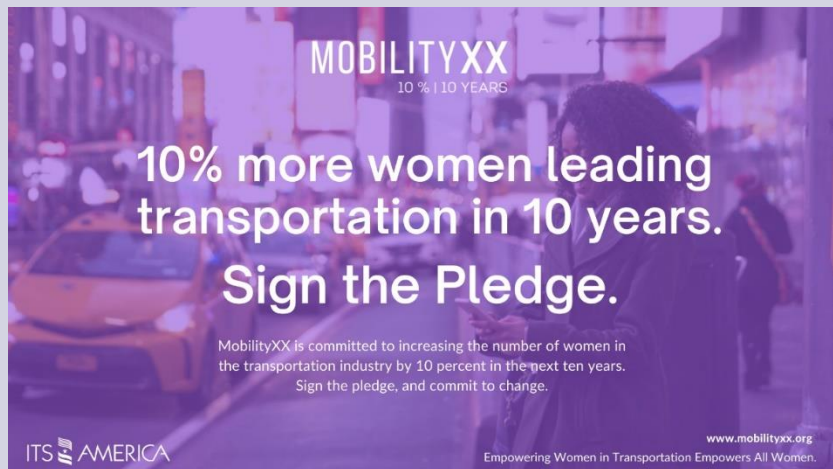 MOBILITYXX
10 % | 10 YEARS
10% more women leading
transportation in 10 years.
Sign the Pledge.
MobilityXX is committed to increasing the number of women in
the transportation industry by 10 percent in the next ten years.
Sign the pledge, and commit to change.
ITS AMERICA
www.mobilityxx.org
Empowering Women in Transportation Empowers All Women.